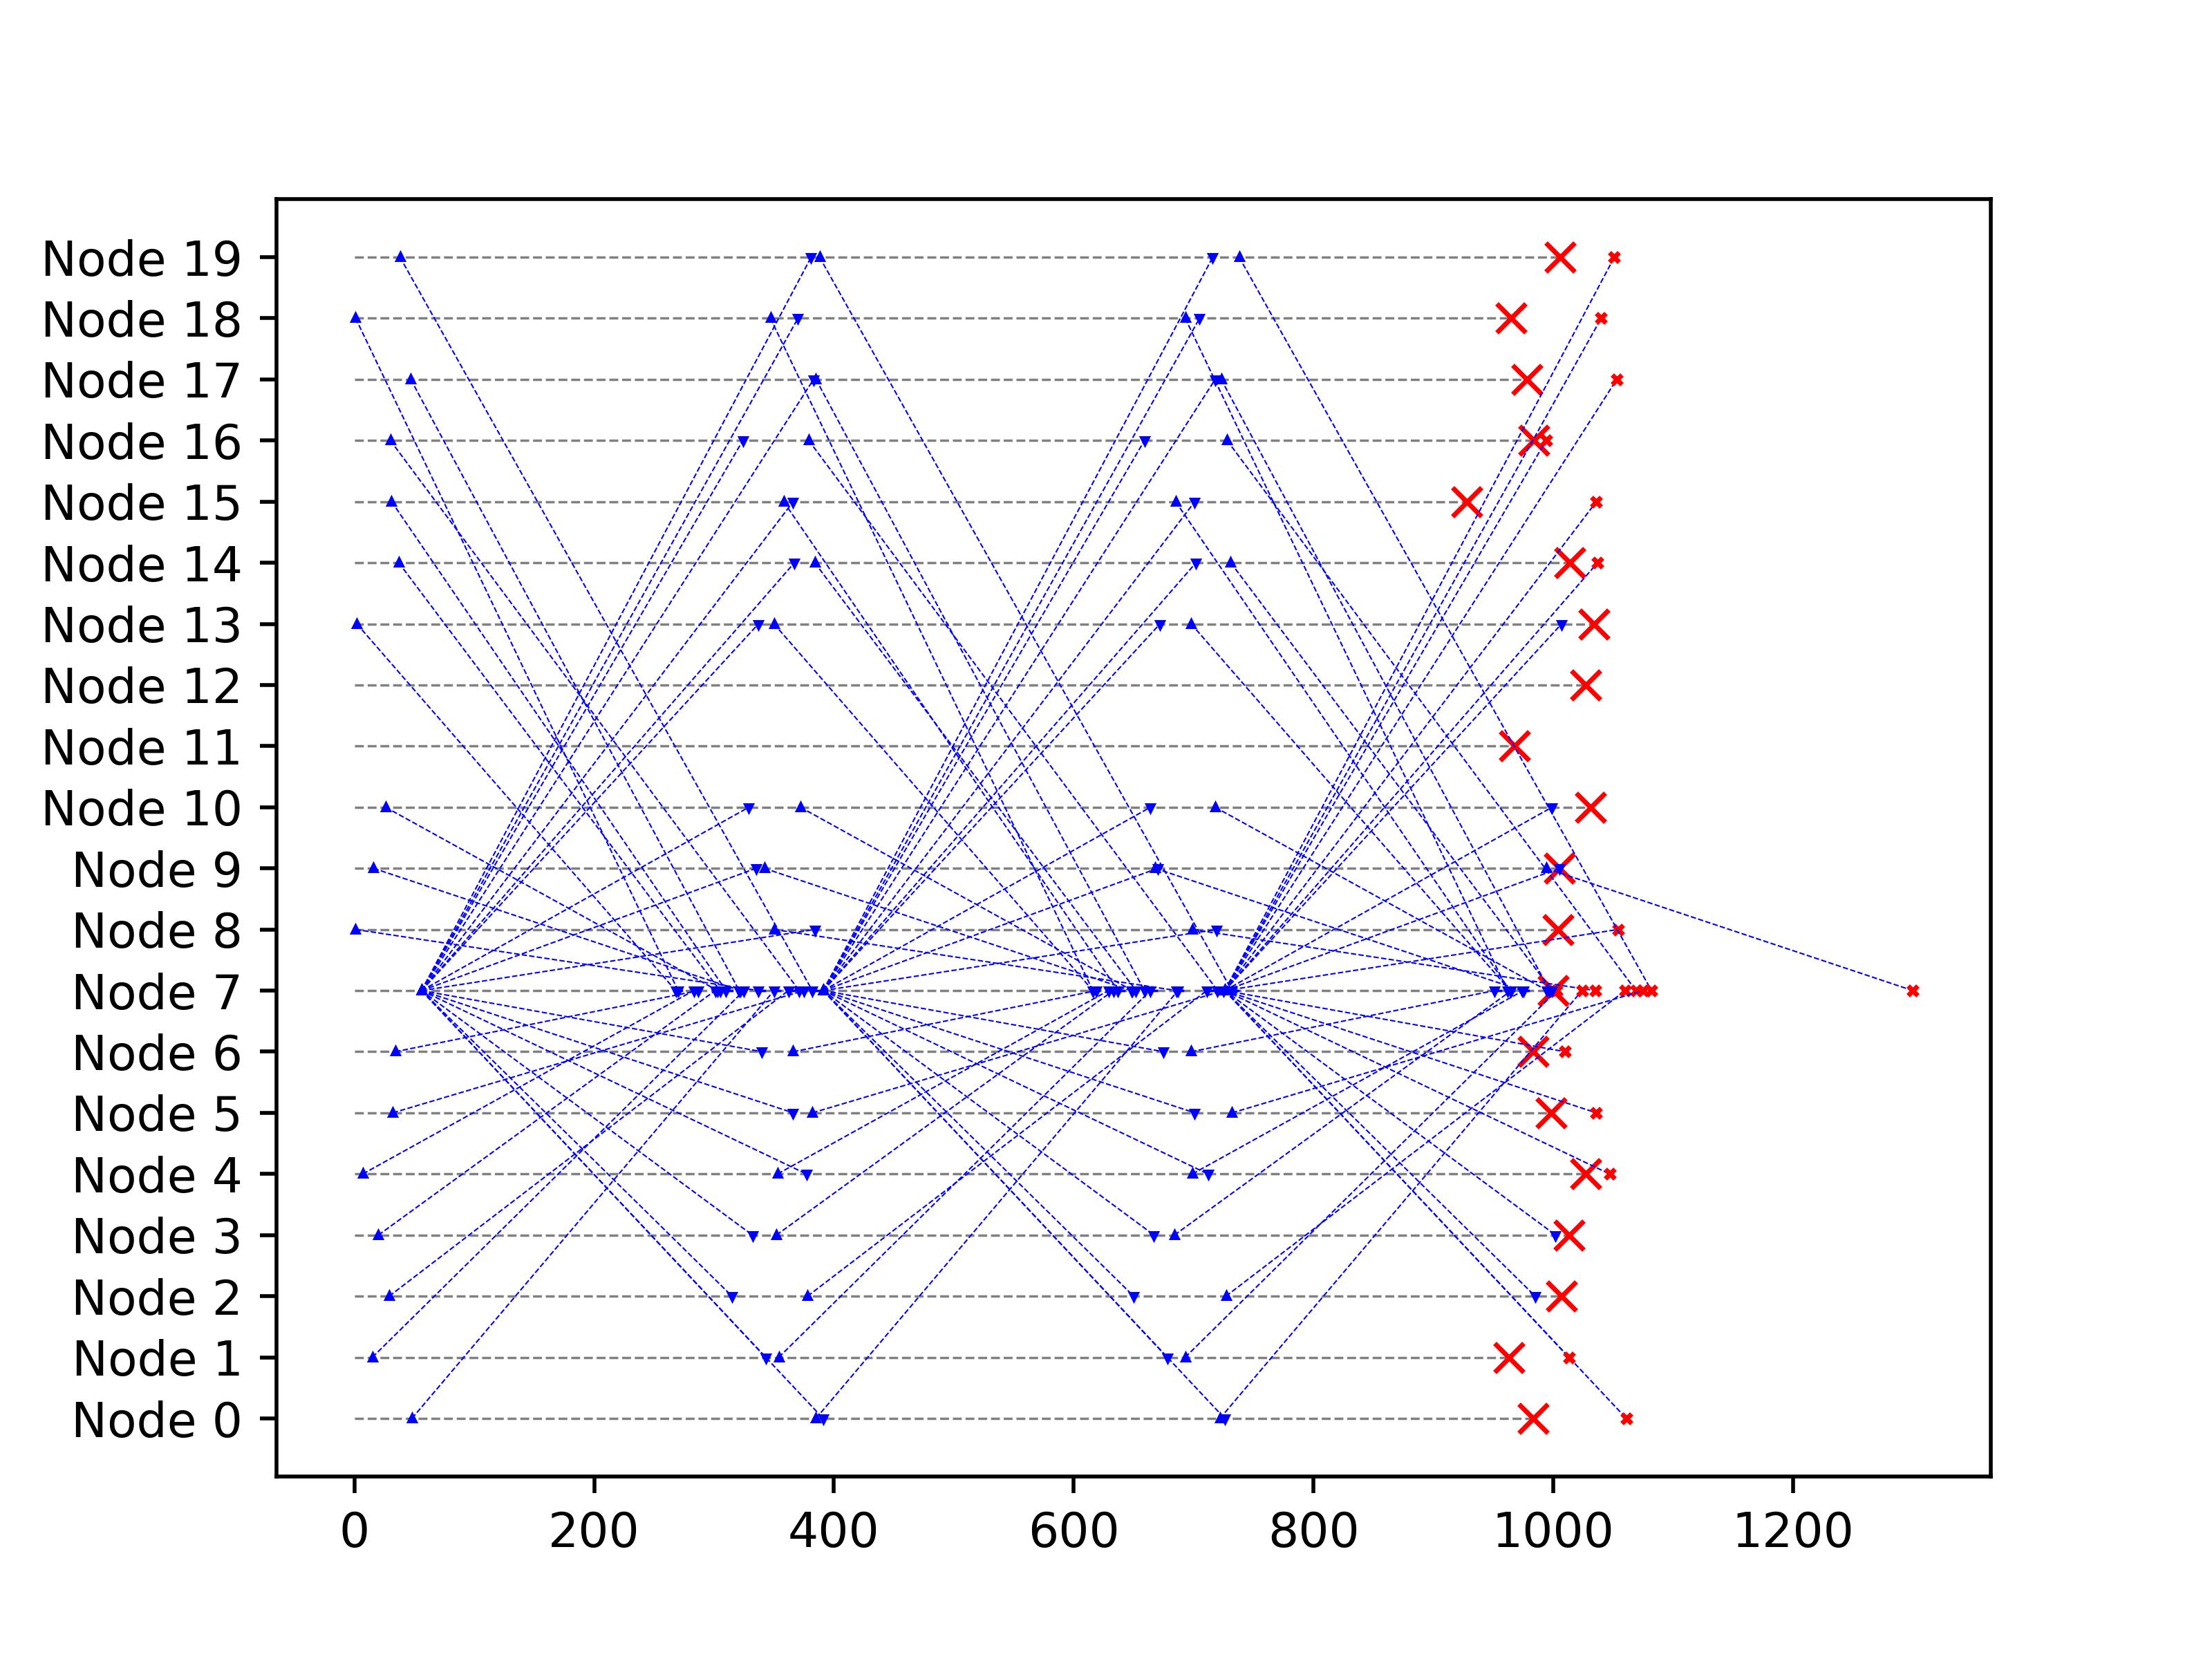 Node 19
Node 18
Node 17
Node 16
Node 15
Node 14
Node 13
Node 12
Node 11
Node 10
Node 9
Node 8
Node 7
Node 6
Node 5
Node 4
Node 3
Node 2
Node 1
Node 0
0 200 400 600 800 1000 1200